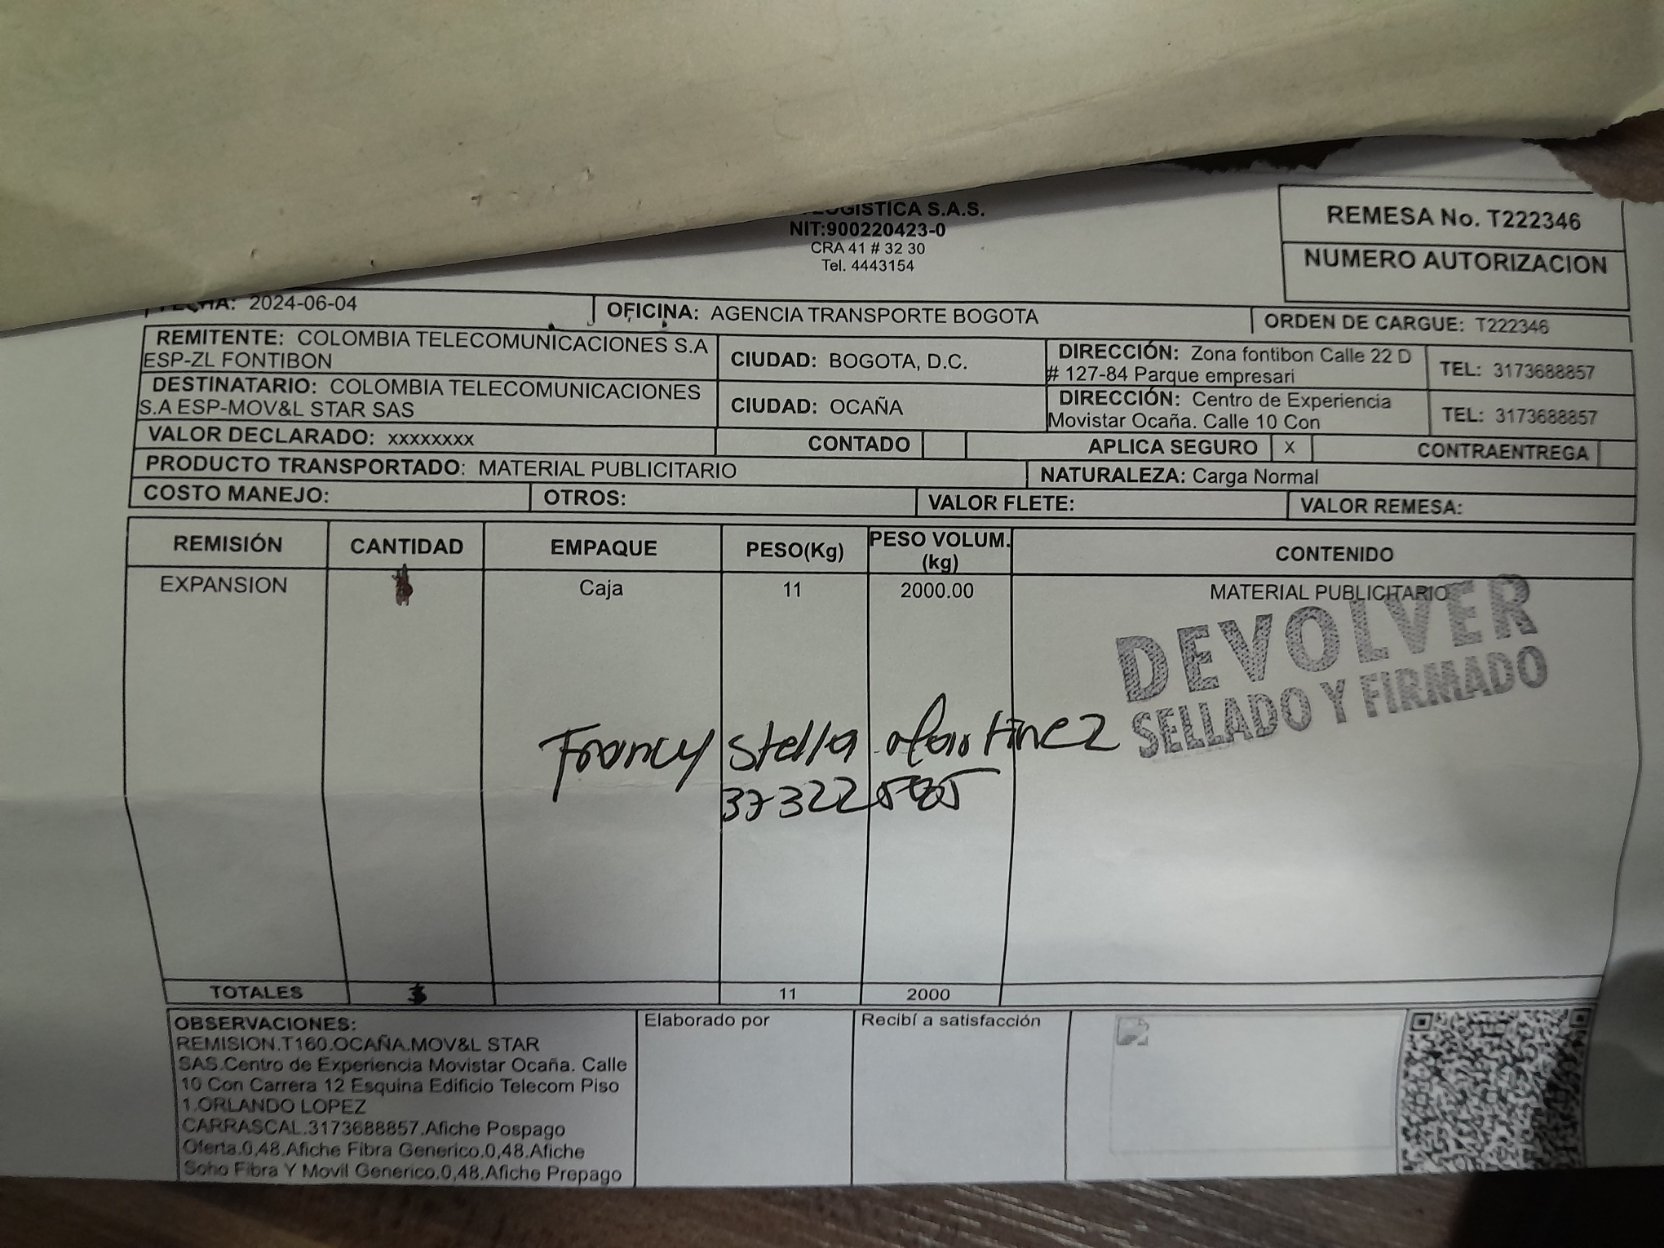 LOGISTICA S.A.S.
NIT:900220423-0
CRA 41 # 32 30
Tel. 4443154
REMESA No. T222346
NUMERO AUTORIZACION
FECHA: 2024-06-04
OFICINA: AGENCIA TRANSPORTE BOGOTA
ORDEN DE CARGUE: T222346
REMITENTE: COLOMBIA TELECOMUNICACIONES S.A
ESP-ZL FONTIBON
CIUDAD: BOGOTA, D.C.
DIRECCIÓN: Zona fontibon Calle 22 D
# 127-84 Parque empresari
TEL: 3173688857
DESTINATARIO: COLOMBIA TELECOMUNICACIONES
S.A ESP-MOV&L STAR SAS
CIUDAD: OCAÑA
DIRECCIÓN: Centro de Experiencia
Movistar Ocaña. Calle 10 Con
TEL: 3173688857
VALOR DECLARADO: xxxxxxxx
CONTADO
APLICA SEGURO X
CONTRAENTREGA
PRODUCTO TRANSPORTADO: MATERIAL PUBLICITARIO
NATURALEZA: Carga Normal
COSTO MANEJO:
OTROS:
VALOR FLETE:
VALOR REMESA:
REMISIÓN CANTIDAD EMPAQUE PESO(Kg) PESO VOLUM.(kg) CONTENIDO
EXPANSION Caja 11 2000.00 MATERIAL PUBLICITARIO
DEVOLVER
SELLADO Y FIRMADO
Francy Stella Martinez
TOTALES 11 2000
OBSERVACIONES:
REMISION.T160.OCAÑA.MOV&L STAR
SAS.Centro de Experiencia Movistar Ocaña. Calle
10 Con Carrera 12 Esquina Edificio Telecom Piso
1.ORLANDO LOPEZ
CARRASCAL.3173688857.Afiche Pospago
Oferta.0,48.Afiche Fibra Generico.0,48.Afiche
Soho Fibra Y Movil Generico.0,48.Afiche Prepago
Elaborado por
Recibí a satisfacción